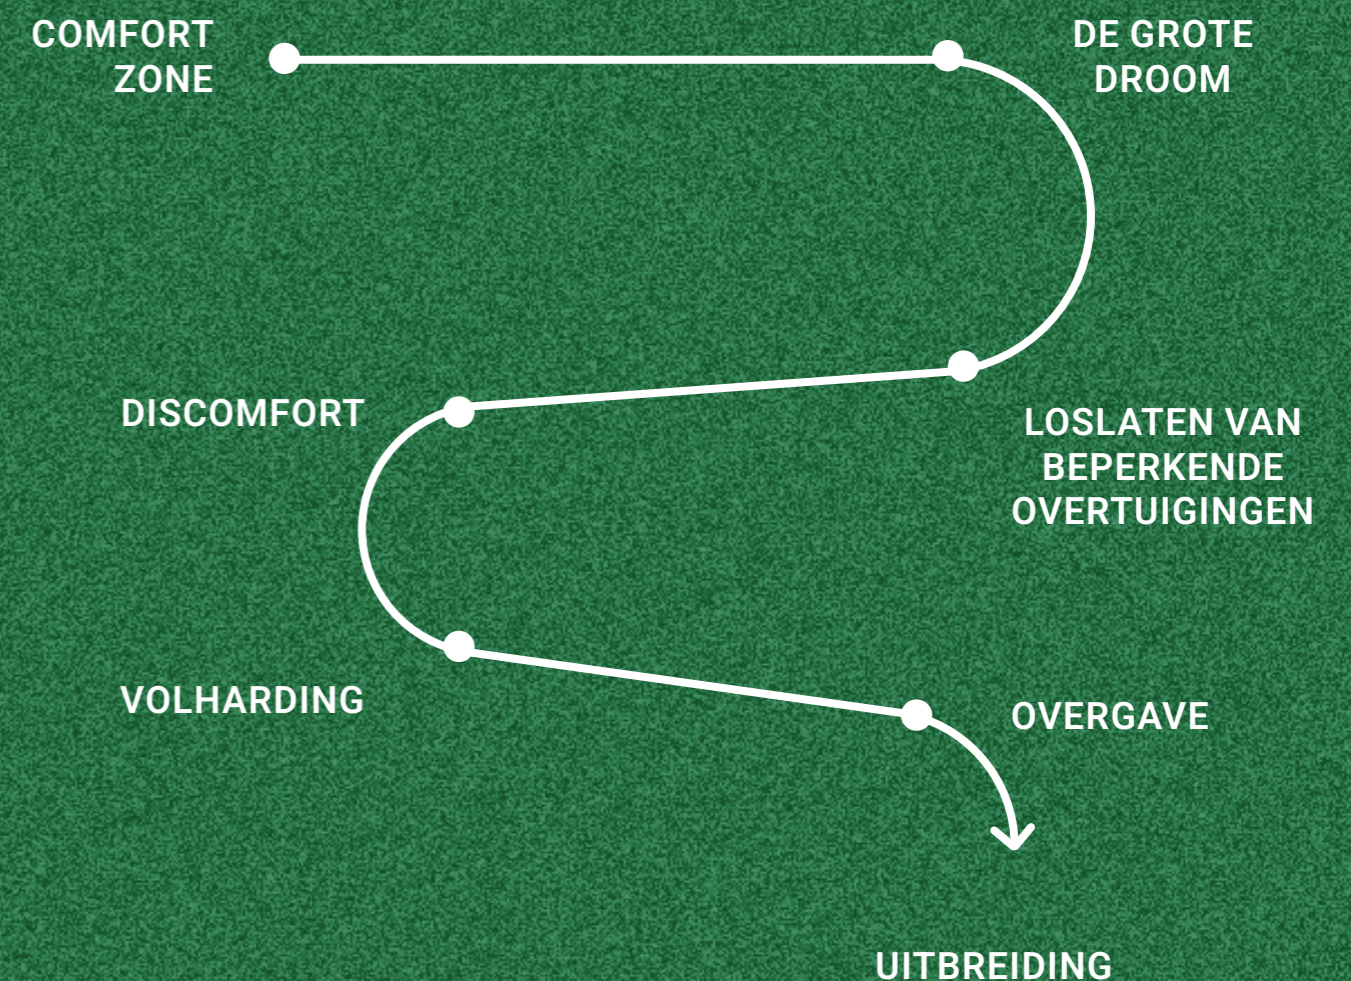 COMFORT
ZONE
DE GROTE
DROOM
DISCOMFORT
LOSLATEN VAN
BEPERKENDE
OVERTUIGINGEN
VOLHARDING
OVERGAVE
UITBREIDING